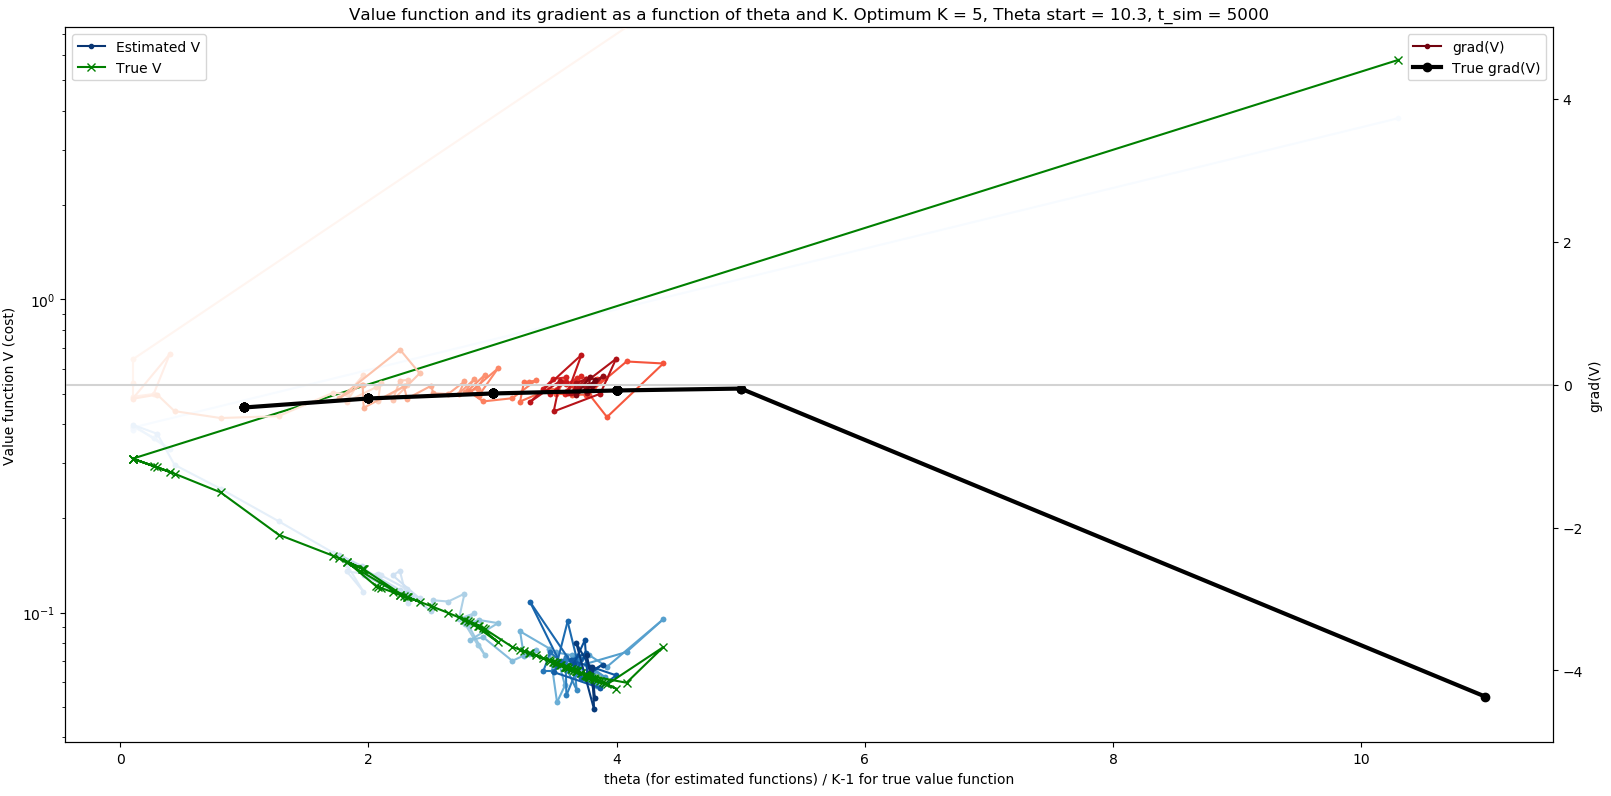 Value function and its gradient as a function of theta and K. Optimum K = 5, Theta start = 10.3, t_sim = 5000
Estimated V
True V
grad(V)
True grad(V)
Value function V (cost)
10⁰
10⁻¹
4
2
0
−2
−4
grad(V)
0 2 4 6 8 10
theta (for estimated functions) / K-1 for true value function